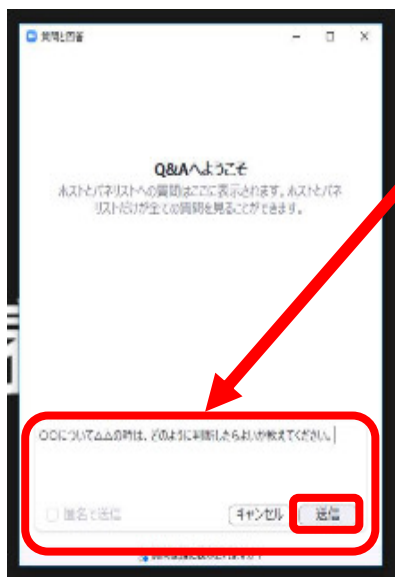 質問と回答
Q&Aへようこそ
ホストとパネリストへの質問はここに表示されます。ホストとパネ
リストだけが全ての質問を見ることができます。
○○について△△の時は、どのように判断したらよいか教えてください。
匿名で送信
キャンセル
送信